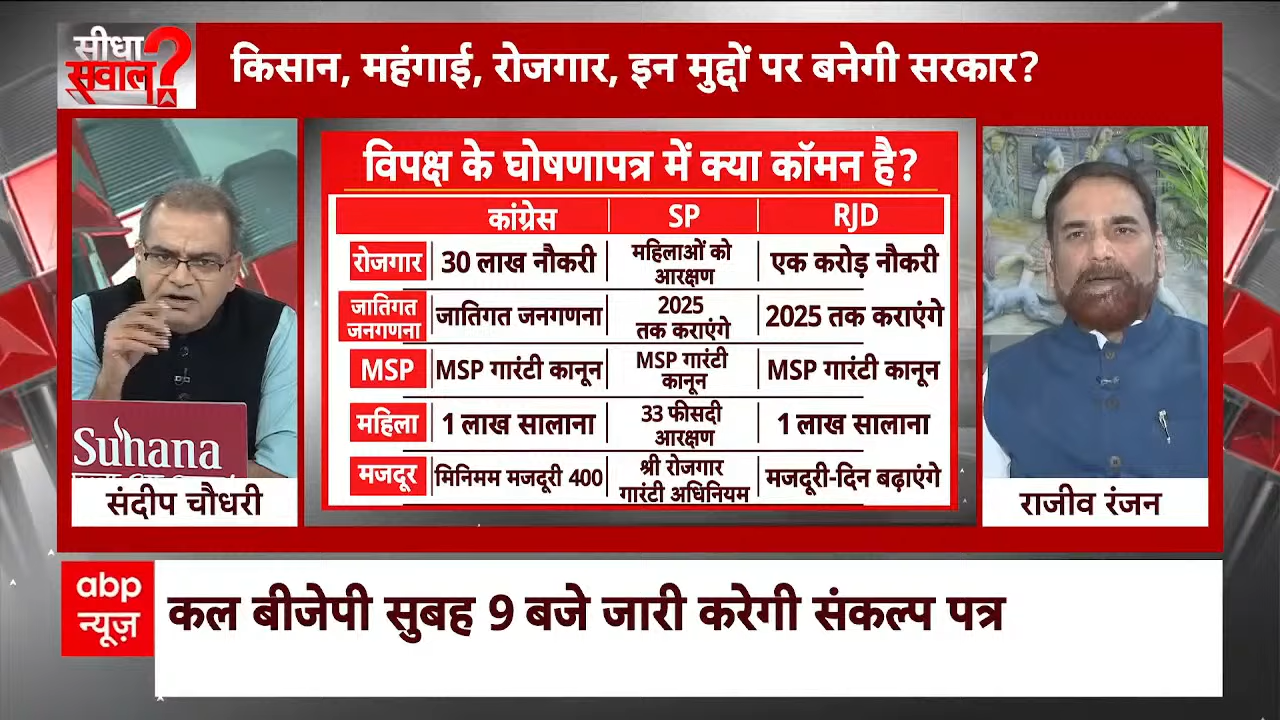 सीधा
सवाल?
किसान, महंगाई, रोजगार, इन मुद्दों पर बनेगी सरकार?
विपक्ष के घोषणापत्र में क्या कॉमन है?
कांग्रेस SP RJD
रोजगार 30 लाख नौकरी महिलाओं को आरक्षण एक करोड़ नौकरी
जातिगत जनगणना जातिगत जनगणना 2025 तक कराएंगे 2025 तक कराएंगे
MSP MSP गारंटी कानून MSP गारंटी कानून MSP गारंटी कानून
महिला 1 लाख सालाना 33 फीसदी आरक्षण 1 लाख सालाना
मजदूर मिनिमम मजदूरी 400 श्री रोजगार गारंटी अधिनियम मजदूरी-दिन बढ़ाएंगे
Suhana
संदीप चौधरी
राजीव रंजन
abp
न्यूज़
कल बीजेपी सुबह 9 बजे जारी करेगी संकल्प पत्र